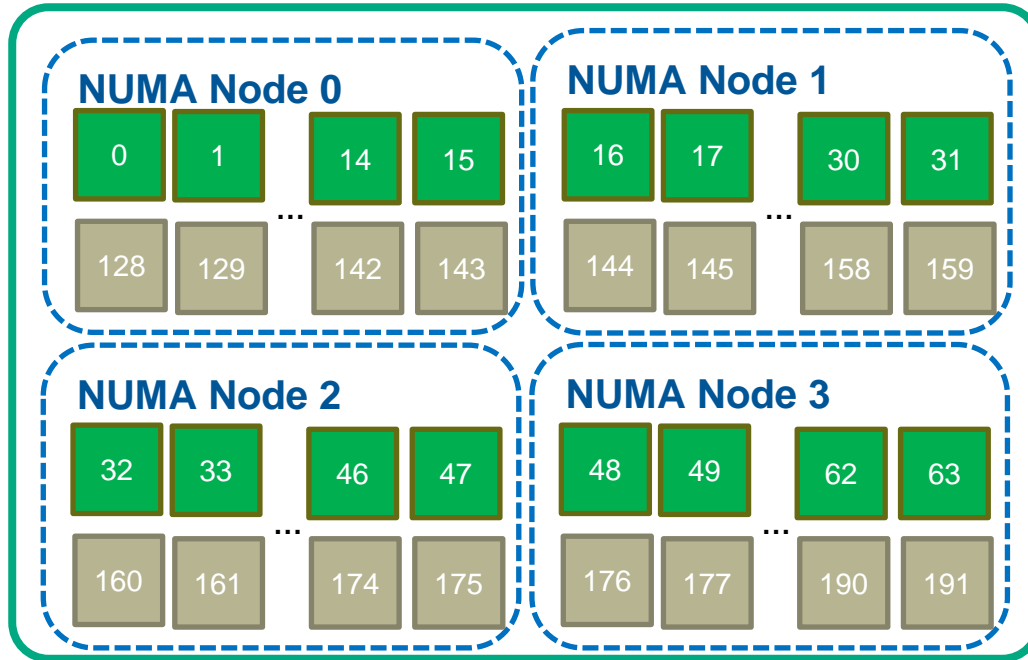 NUMA Node 0
0 1 14 15
...
128 129 142 143
NUMA Node 1
16 17 30 31
...
144 145 158 159
NUMA Node 2
32 33 46 47
...
160 161 174 175
NUMA Node 3
48 49 62 63
...
176 177 190 191